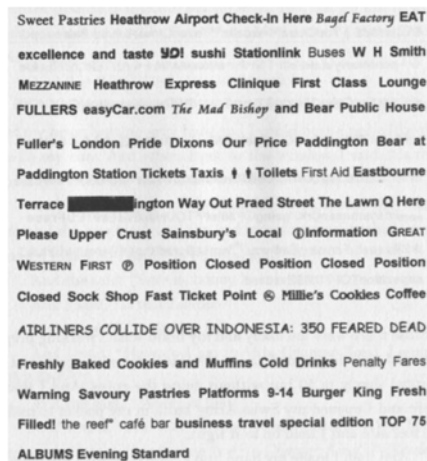 Sweet Pastries Heathrow Airport Check-In Here Bagel Factory EAT
excellence and taste YO! sushi Stationlink Buses W H Smith
MEZZANINE Heathrow Express Clinique First Class Lounge
FULLERS easyCar.com The Mad Bishop and Bear Public House
Fuller's London Pride Dixons Our Price Paddington Bear at
Paddington Station Tickets Taxis Toilets First Aid Eastbourne
Terrace ington Way Out Praed Street The Lawn Q Here
Please Upper Crust Sainsbury's Local ⓘInformation GREAT
WESTERN FIRST Ⓟ Position Closed Position Closed Position
Closed Sock Shop Fast Ticket Point Millie's Cookies Coffee
AIRLINERS COLLIDE OVER INDONESIA: 350 FEARED DEAD
Freshly Baked Cookies and Muffins Cold Drinks Penalty Fares
Warning Savoury Pastries Platforms 9-14 Burger King Fresh
Filled! the reef° café bar business travel special edition TOP 75
ALBUMS Evening Standard